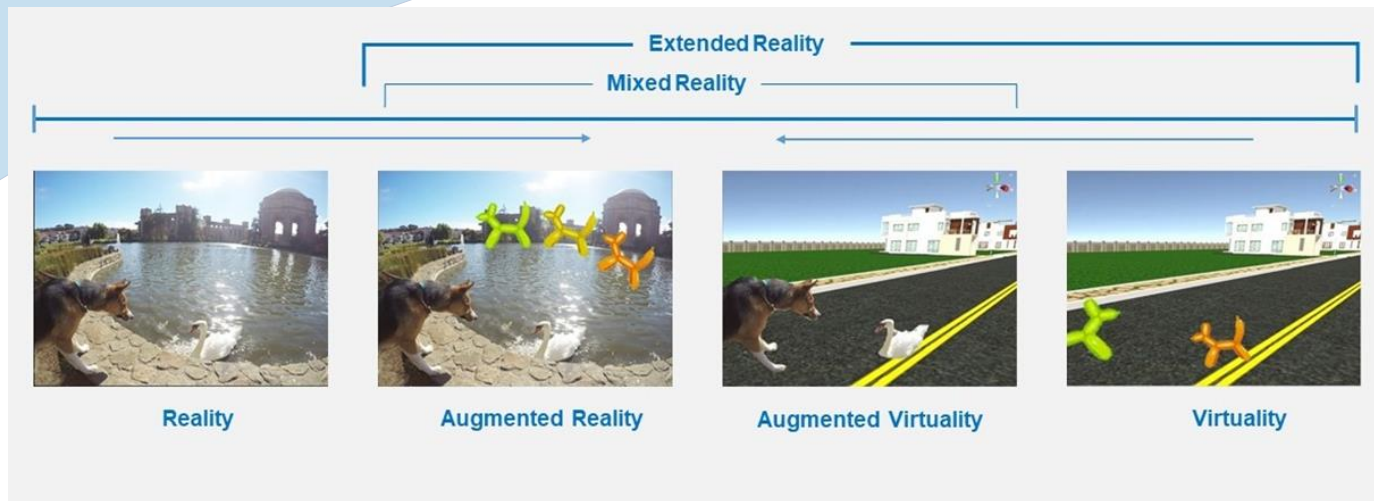 Extended Reality
Mixed Reality
Reality
Augmented Reality
Augmented Virtuality
Virtuality